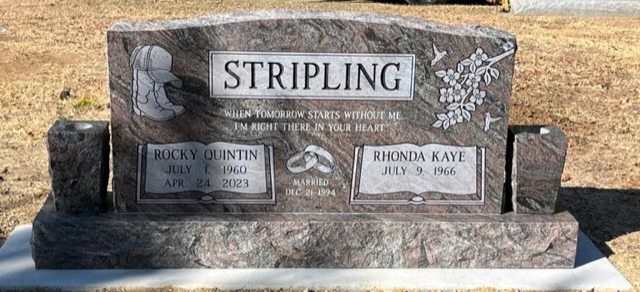 STRIPLING
WHEN TOMORROW STARTS WITHOUT ME
I'M RIGHT THERE IN YOUR HEART
ROCKY QUINTIN
JULY 1, 1960
APR. 24, 2023
MARRIED
DEC. 21, 1994
RHONDA KAYE
JULY 9, 1966